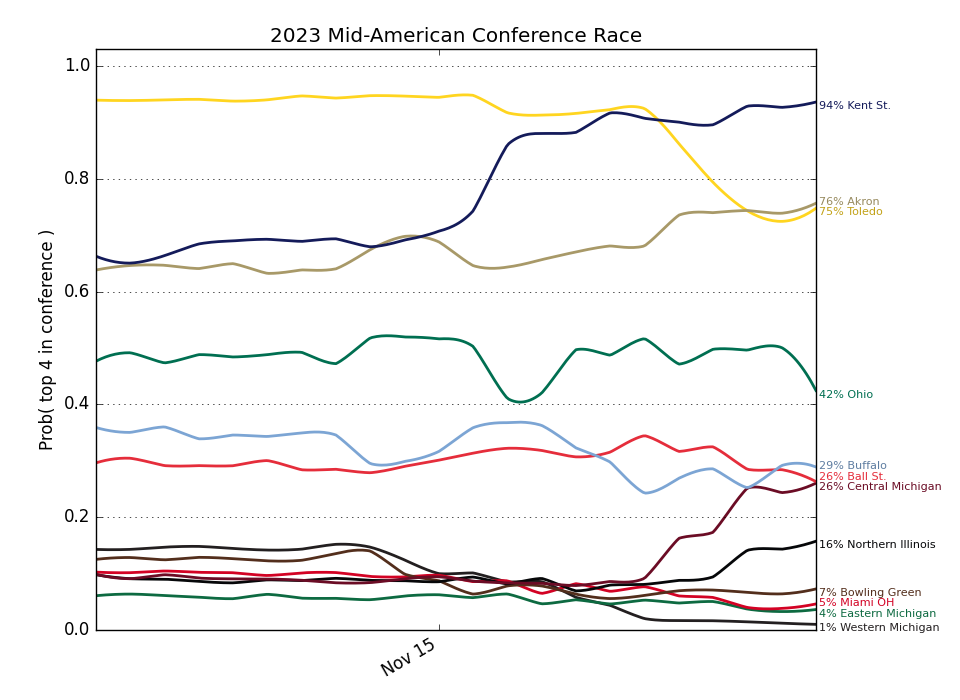 2023 Mid-American Conference Race
Prob( top 4 in conference )
1.0
0.8
0.6
0.4
0.2
0.0
Nov 15
94% Kent St.
76% Akron
75% Toledo
42% Ohio
29% Buffalo
26% Ball St.
26% Central Michigan
16% Northern Illinois
7% Bowling Green
5% Miami OH
4% Eastern Michigan
1% Western Michigan